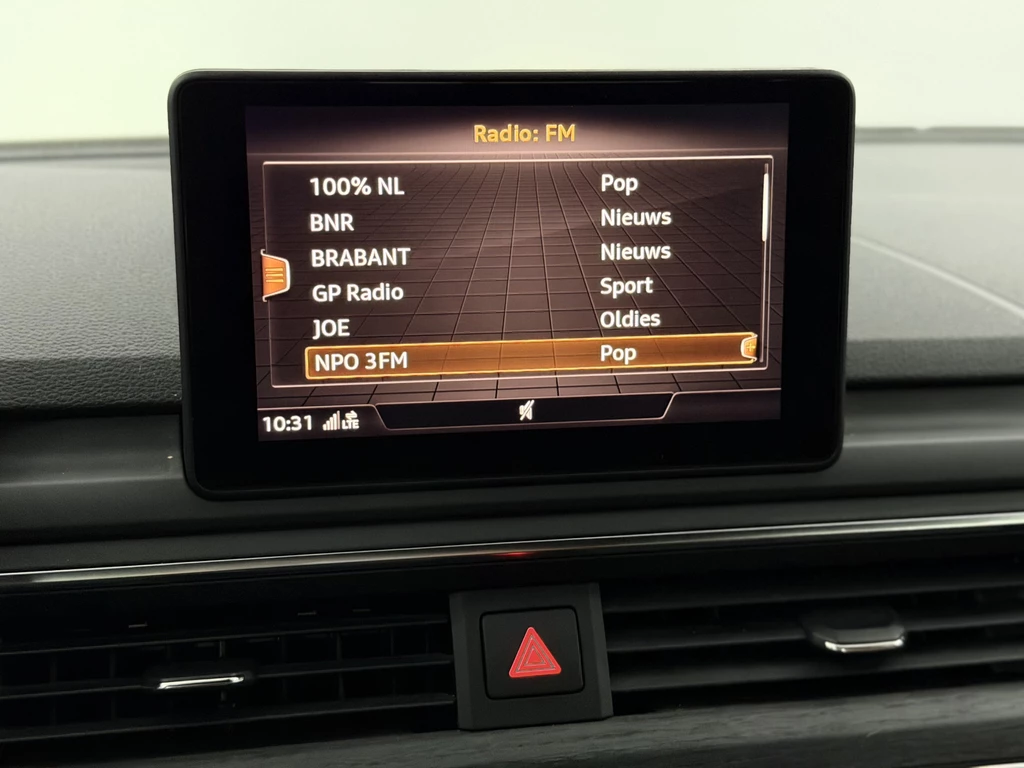 Radio: FM
100% NL Pop
BNR Nieuws
BRABANT Nieuws
GP Radio Sport
JOE Oldies
NPO 3FM Pop
10:31 LTE